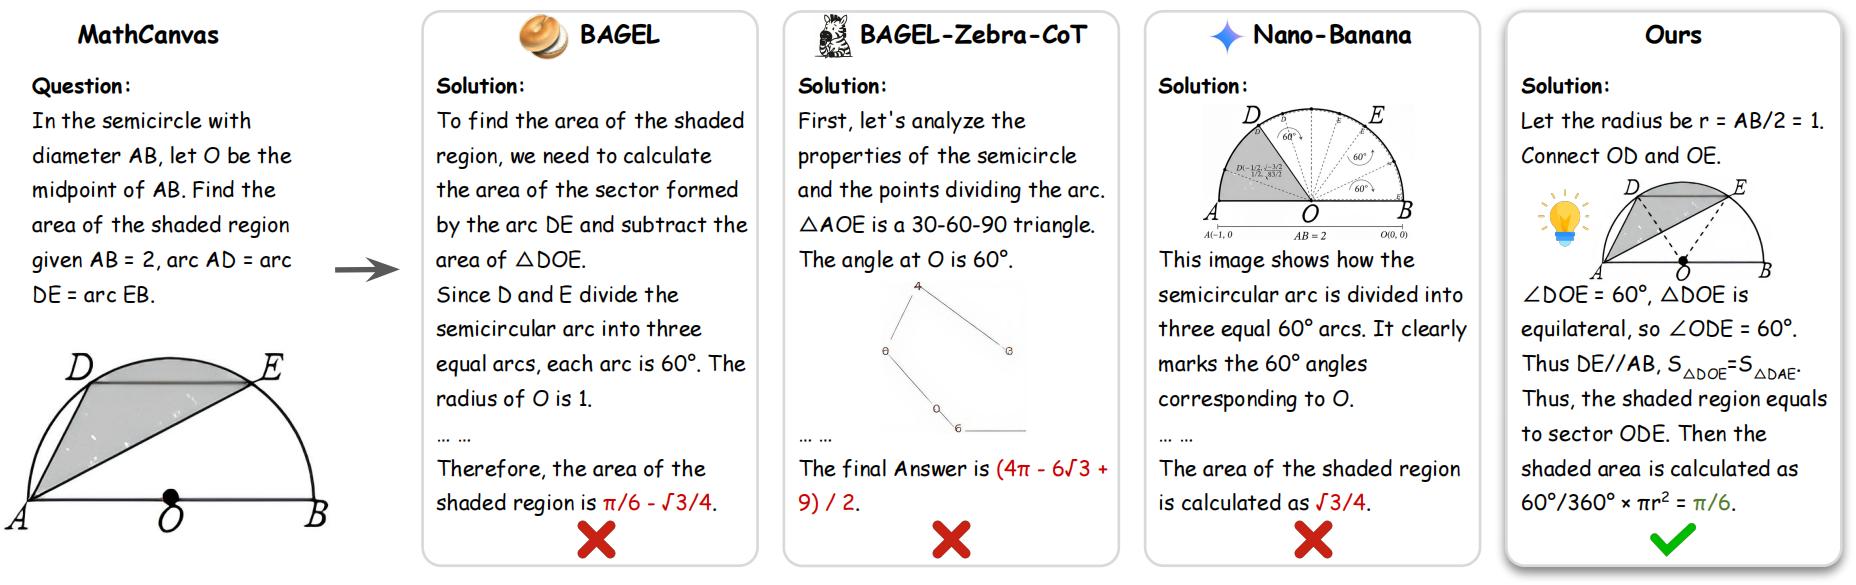 MathCanvas
Question:
In the semicircle with
diameter AB, let O be the
midpoint of AB. Find the
area of the shaded region
given AB = 2, arc AD = arc
DE = arc EB.
D E
A O B
BAGEL
Solution:
To find the area of the shaded
region, we need to calculate
the area of the sector formed
by the arc DE and subtract the
area of △DOE.
Since D and E divide the
semicircular arc into three
equal arcs, each arc is 60°. The
radius of O is 1.
... ...
Therefore, the area of the
shaded region is π/6 - √3/4.
BAGEL-Zebra-CoT
Solution:
First, let's analyze the
properties of the semicircle
and the points dividing the arc.
△AOE is a 30-60-90 triangle.
The angle at O is 60°.
4
6
... ...
The final Answer is (4π - 6√3 +
9) / 2.
Nano-Banana
Solution:
D E
60°
60°
60°
A O B
A(-1, 0 AB = 2 O(0, 0)
This image shows how the
semicircular arc is divided into
three equal 60° arcs. It clearly
marks the 60° angles
corresponding to O.
... ...
The area of the shaded region
is calculated as √3/4.
Ours
Solution:
Let the radius be r = AB/2 = 1.
Connect OD and OE.
D E
A O B
∠DOE = 60°, △DOE is
equilateral, so ∠ODE = 60°.
Thus DE//AB, S△DOE=S△DAE.
Thus, the shaded region equals
to sector ODE. Then the
shaded area is calculated as
60°/360° × πr² = π/6.